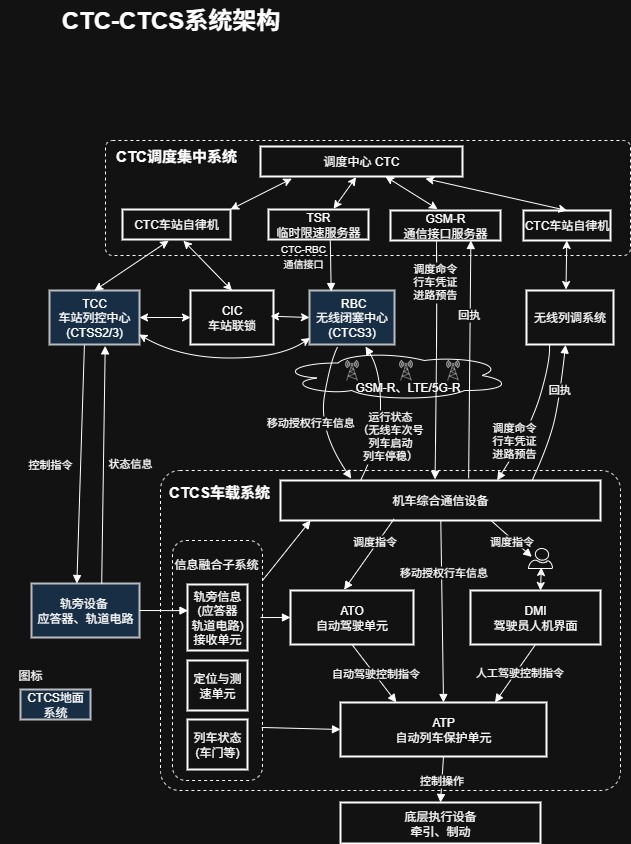 CTC-CTCS系统架构
CTC调度集中系统
调度中心 CTC
CTC车站自律机
TSR
临时限速服务器
GSM-R
通信接口服务器
CTC车站自律机
CTC-RBC
通信接口
调度命令
行车凭证
进路预告
回执
TCC
车站列控中心
(CTSS2/3)
CIC
车站联锁
RBC
无线闭塞中心
(CTCS3)
无线列调系统
GSM-R、LTE/5G-R
移动授权行车信息
运行状态
(无线车次号
列车启动
列车停稳)
回执
调度命令
行车凭证
进路预告
控制指令
状态信息
CTCS车载系统
机车综合通信设备
信息融合子系统
调度指令
调度指令
移动授权行车信息
轨旁设备
应答器、轨道电路
轨旁信息
(应答器
轨道电路)
接收单元
ATO
自动驾驶单元
DMI
驾驶员人机界面
定位与测
速单元
自动驾驶控制指令
人工驾驶控制指令
图标
CTCS地面
系统
列车状态
(车门等)
ATP
自动列车保护单元
控制操作
底层执行设备
牵引、制动